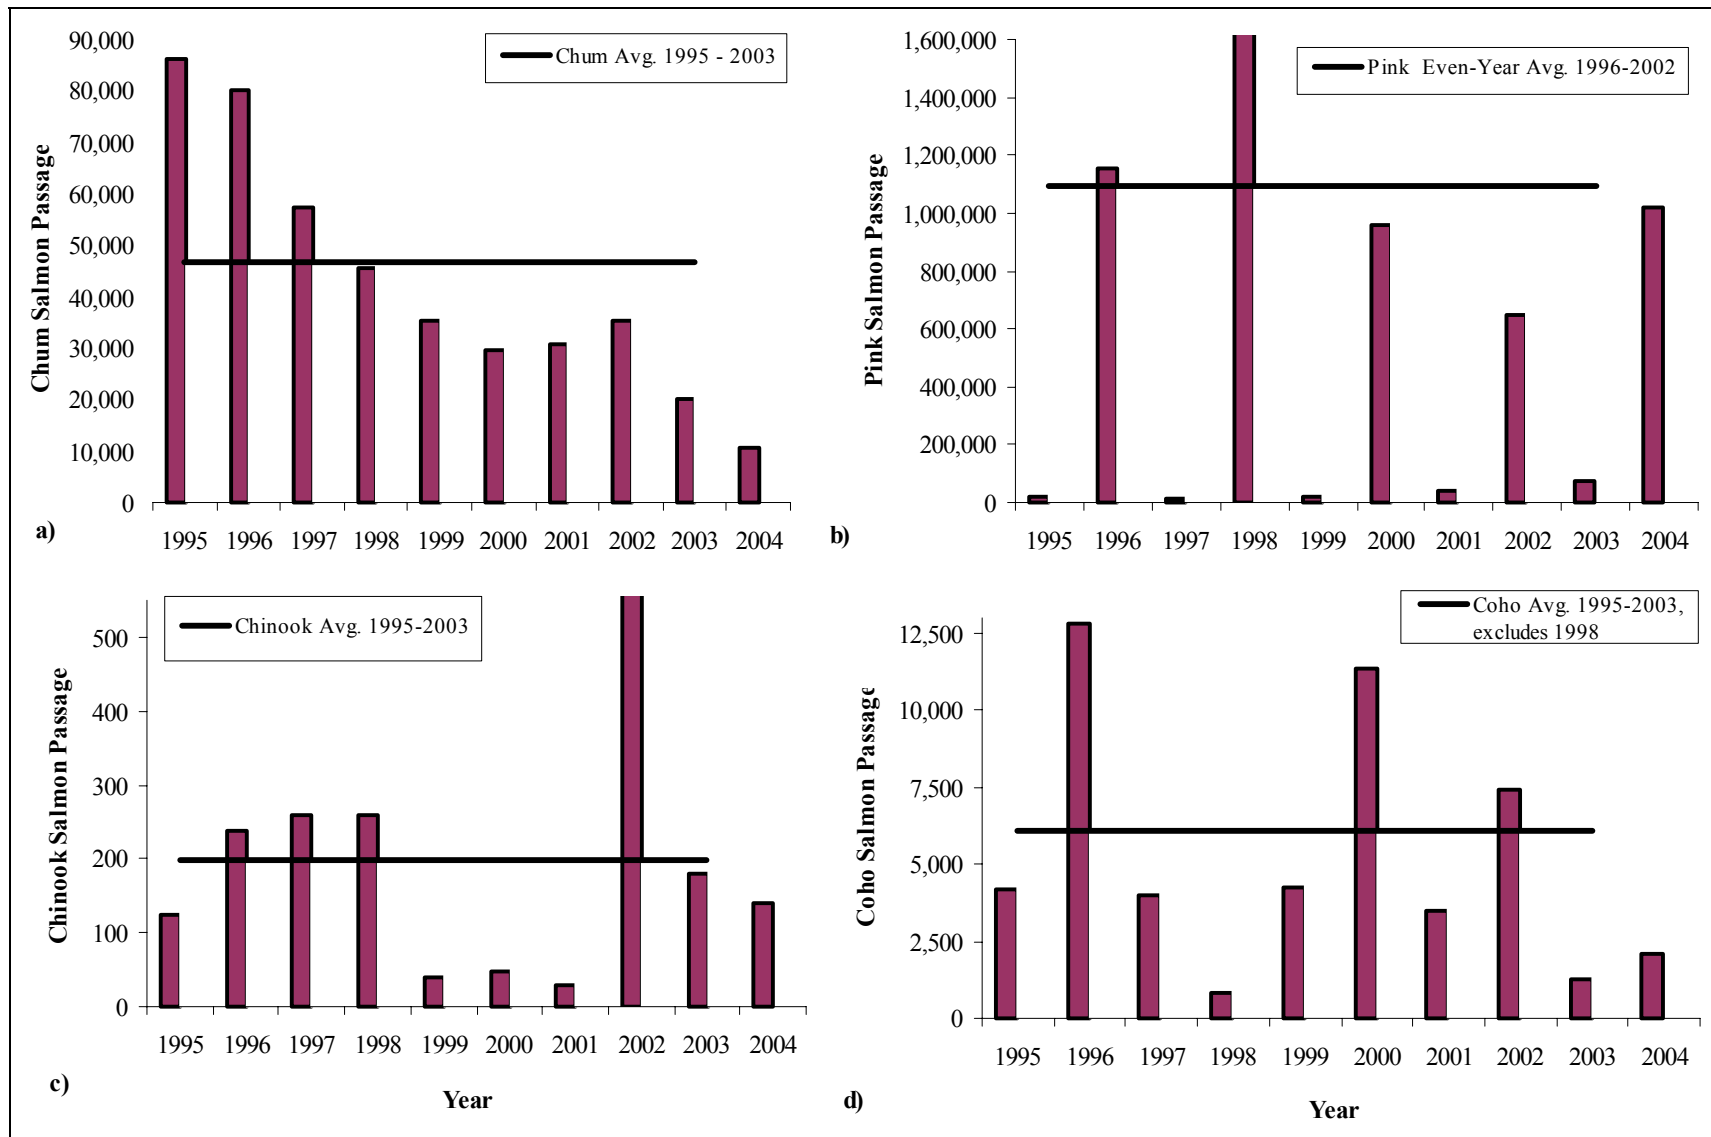 Chum Salmon Passage
90,000
80,000
70,000
60,000
50,000
40,000
30,000
20,000
10,000
0
Chum Avg. 1995 - 2003
1995 1996 1997 1998 1999 2000 2001 2002 2003 2004
a)
Pink Salmon Passage
1,600,000
1,400,000
1,200,000
1,000,000
800,000
600,000
400,000
200,000
0
Pink Even-Year Avg. 1996-2002
1995 1996 1997 1998 1999 2000 2001 2002 2003 2004
b)
Chinook Salmon Passage
500
400
300
200
100
0
Chinook Avg. 1995-2003
1995 1996 1997 1998 1999 2000 2001 2002 2003 2004
c)
Year
Coho Salmon Passage
12,500
10,000
7,500
5,000
2,500
0
Coho Avg. 1995-2003,
excludes 1998
1995 1996 1997 1998 1999 2000 2001 2002 2003 2004
d)
Year